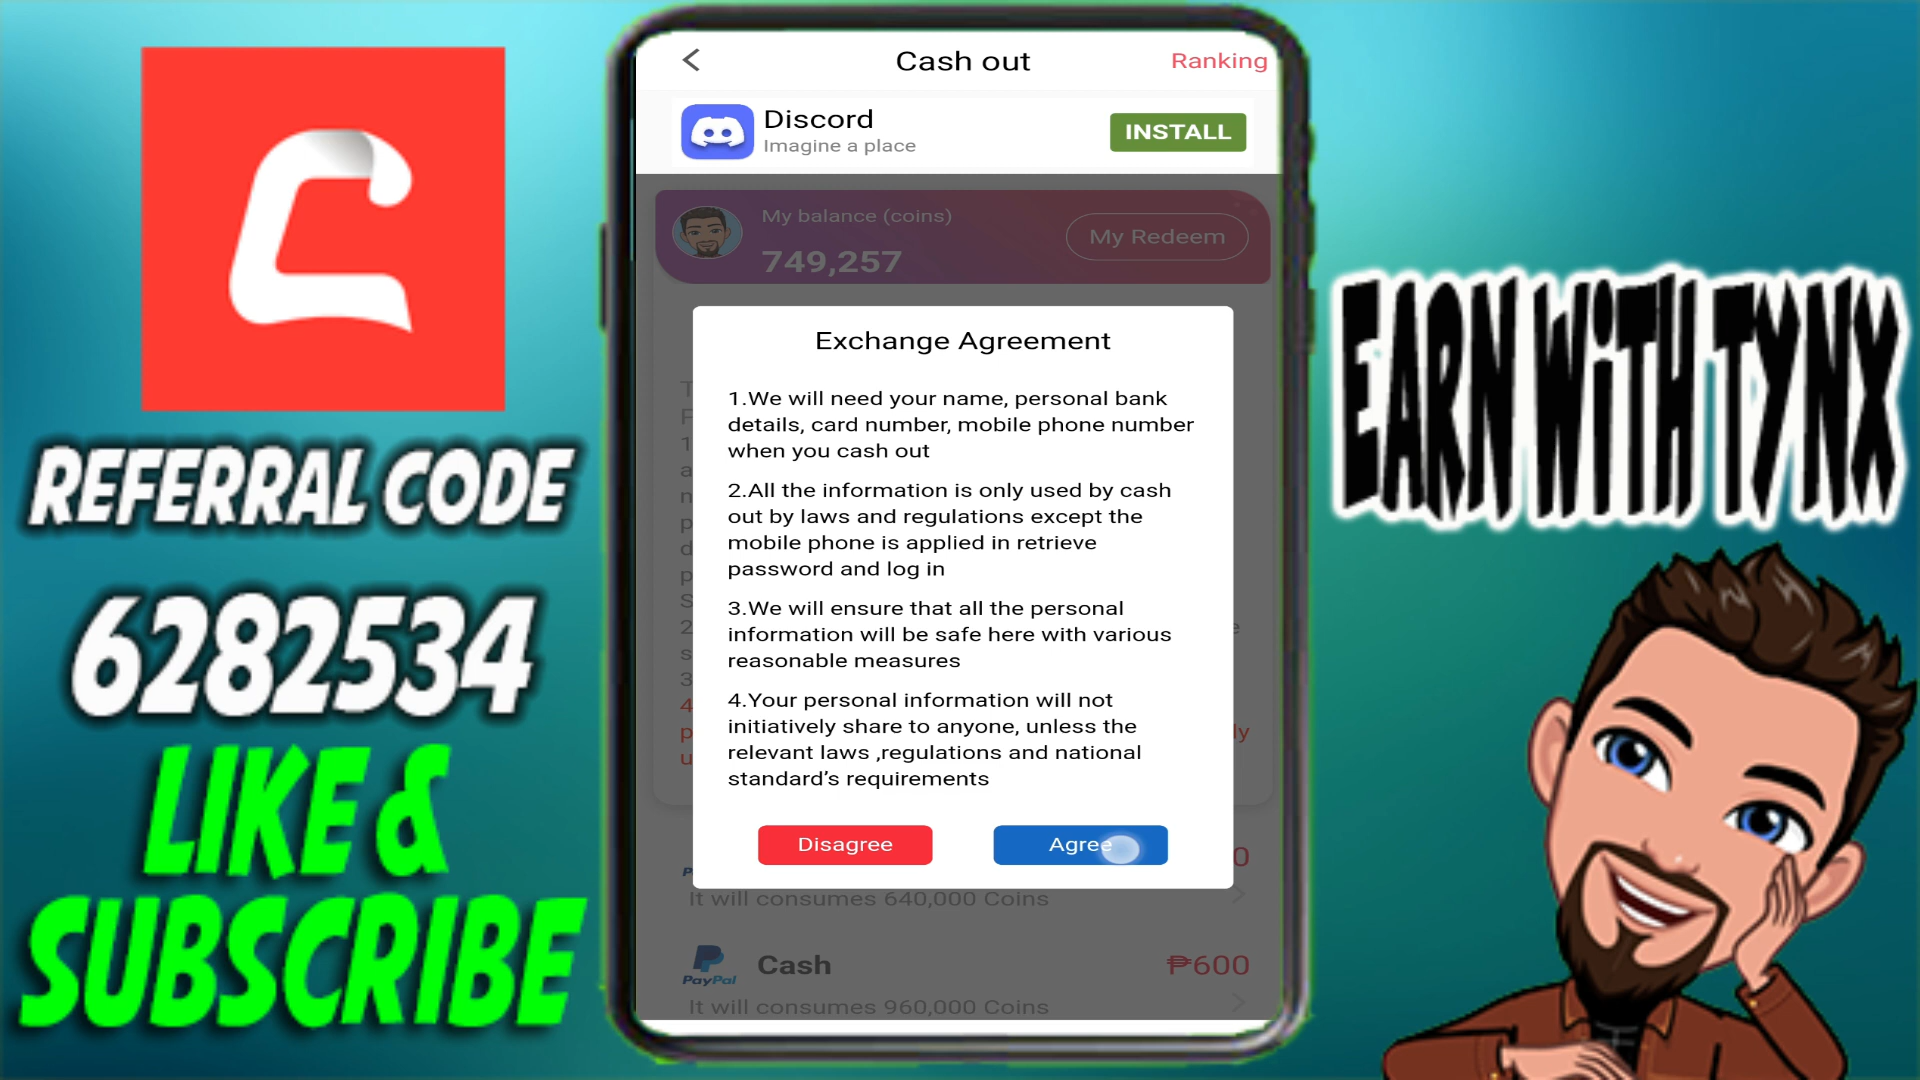 REFERRAL CODE
6282534
LIKE &
SUBSCRIBE
Cash out
Ranking
Discord
Imagine a place
INSTALL
My balance (coins)
749,257
My Redeem
Exchange Agreement
1.We will need your name, personal bank
details, card number, mobile phone number
when you cash out
2.All the information is only used by cash
out by laws and regulations except the
mobile phone is applied in retrieve
password and log in
3.We will ensure that all the personal
information will be safe here with various
reasonable measures
4.Your personal information will not
initiatively share to anyone, unless the
relevant laws ,regulations and national
standard’s requirements
Disagree
Agree
It will consumes 640,000 Coins
PayPal
Cash
₱600
It will consumes 960,000 Coins
EARN WiTH TYNX